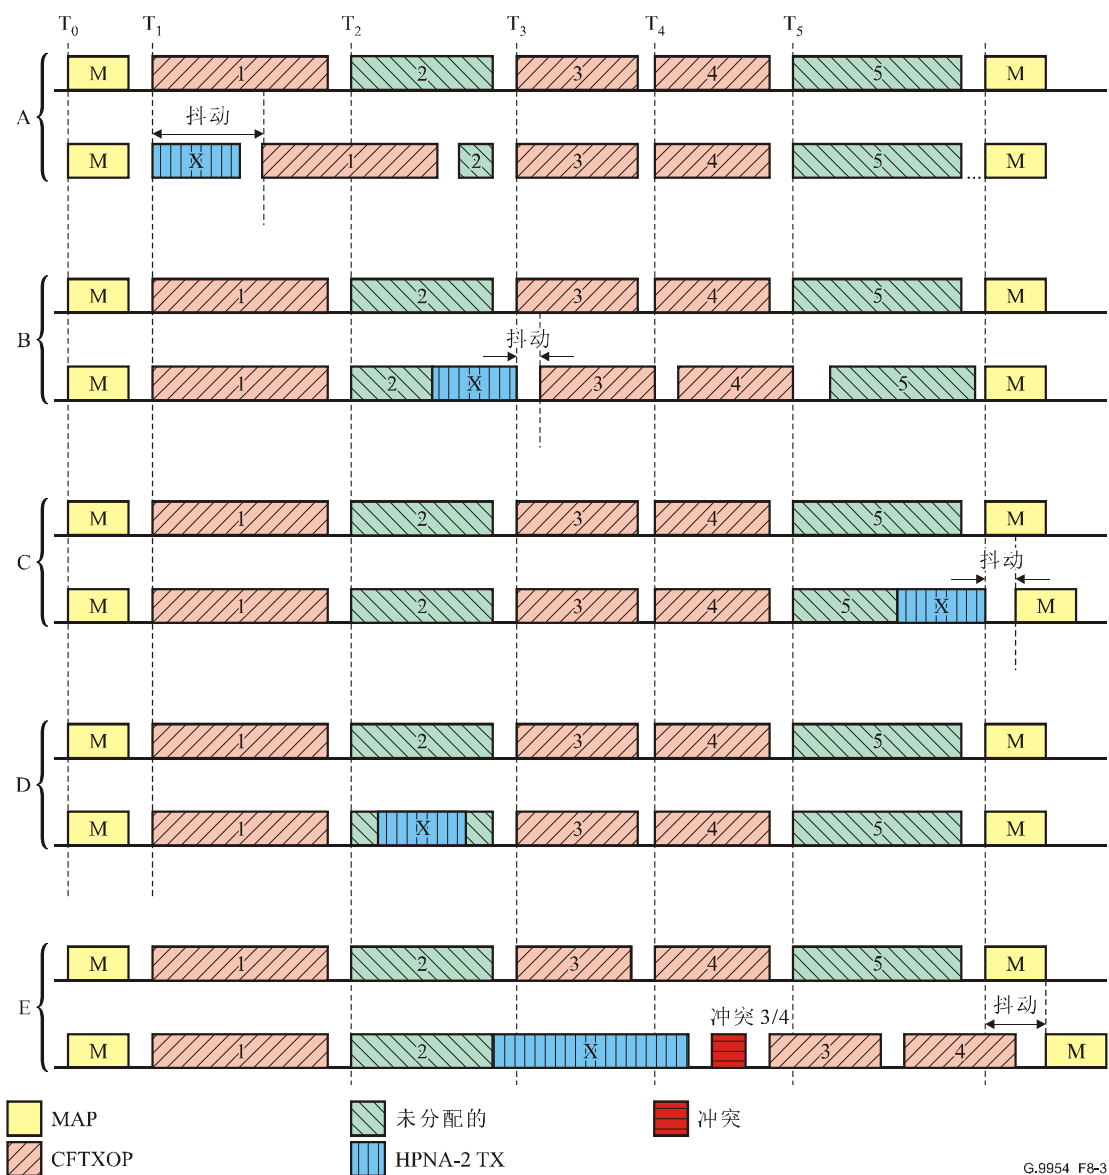 T0 T1 T2 T3 T4 T5
A
M 1 2 3 4 5 M
抖动
M X 1 2 3 4 5 ... M
B
M 1 2 3 4 5 M
抖动
M 1 2 X 3 4 5 M
C
M 1 2 3 4 5 M
抖动
M 1 2 3 4 5 X M
D
M 1 2 3 4 5 M
M 1 X 3 4 5 M
E
M 1 2 3 4 5 M
抖动
冲突 3/4
M 1 2 X 3 4 M
MAP 未分配的 冲突
CFTXOP HPNA-2 TX
G.9954_F8-3